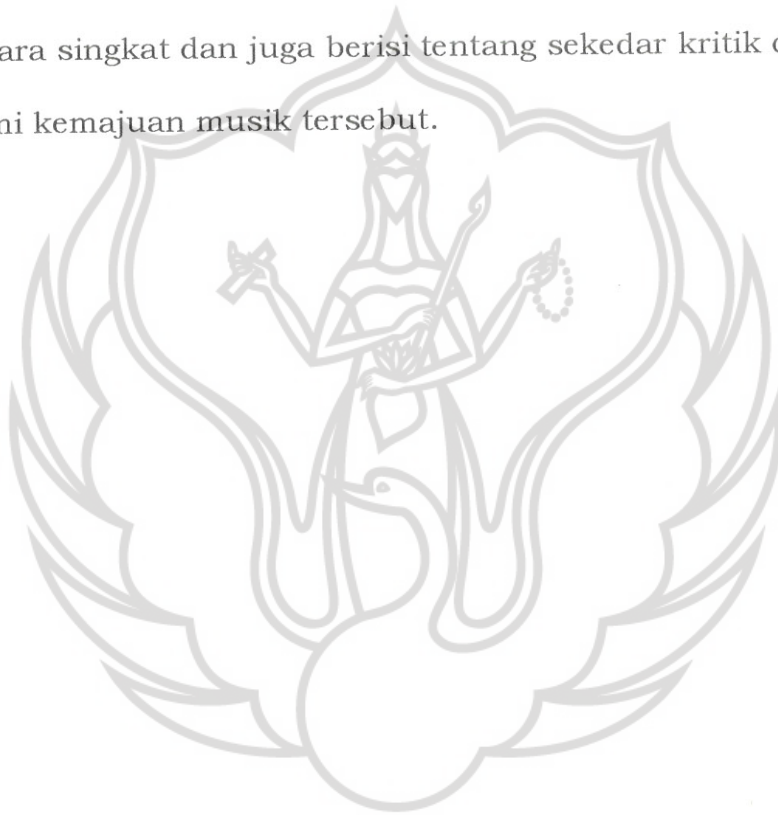 ara singkat dan juga berisi tentang sekedar kritik
ni kemajuan musik tersebut.